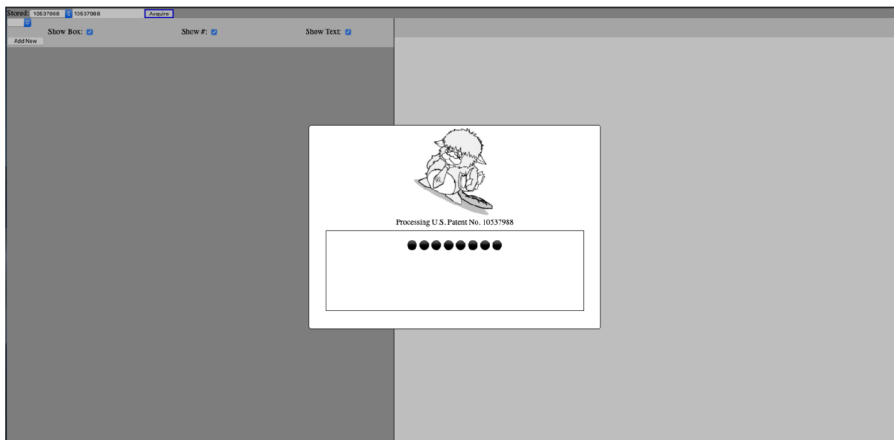 Stored: 10537988 10537988 Acquire
Show Box: Show #: Show Text:
Add New
Processing U.S. Patent No. 10537988